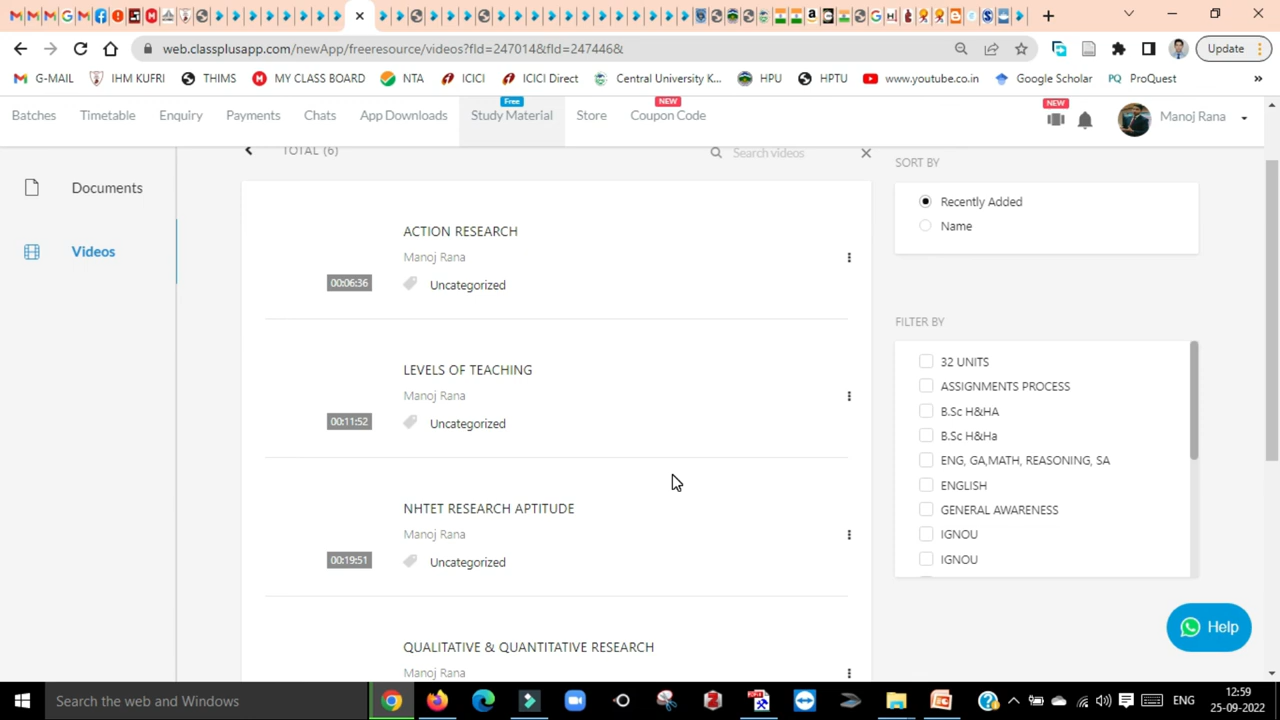 web.classplusapp.com/newApp/freeresource/videos?fId=247014&fId=247446&
Update
G-MAIL
IHM KUFRI
THIMS
MY CLASS BOARD
NTA
ICICI
ICICI Direct
Central University K...
HPU
HPTU
www.youtube.co.in
Google Scholar
PQ ProQuest
»
Free
NEW
NEW
Batches
Timetable
Enquiry
Payments
Chats
App Downloads
Study Material
Store
Coupon Code
Manoj Rana
TOTAL (6)
Search videos
SORT BY
Documents
Recently Added
Name
Videos
ACTION RESEARCH
Manoj Rana
00:06:36
Uncategorized
LEVELS OF TEACHING
Manoj Rana
00:11:52
Uncategorized
NHTET RESEARCH APTITUDE
Manoj Rana
00:19:51
Uncategorized
QUALITATIVE & QUANTITATIVE RESEARCH
Manoj Rana
FILTER BY
32 UNITS
ASSIGNMENTS PROCESS
B.Sc H&HA
B.Sc H&Ha
ENG, GA,MATH, REASONING, SA
ENGLISH
GENERAL AWARENESS
IGNOU
IGNOU
Help
Search the web and Windows
ENG
12:59
25-09-2022